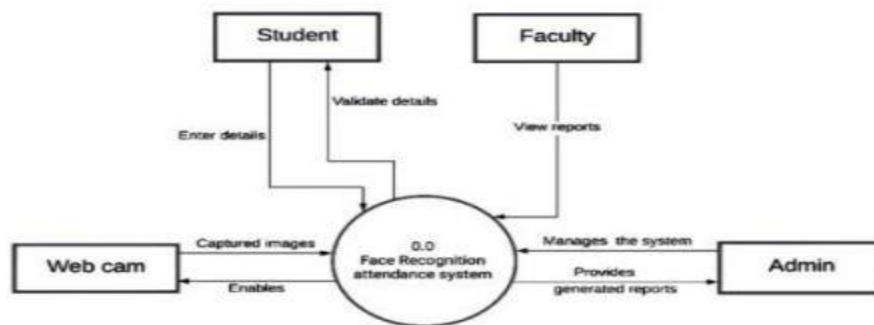 Student
Faculty
Validate details
Enter details
View reports
0.0
Face Recognition
attendance system
Captured images
Web cam
Enables
Manages the system
Admin
Provides
generated reports